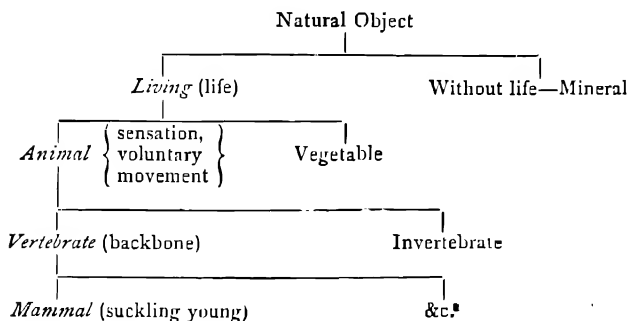 Natural Object
Living (life) Without life—Mineral
sensation,
Animal voluntary Vegetable
movement
Vertebrate (backbone) Invertebrate
Mammal (suckling young) &c.